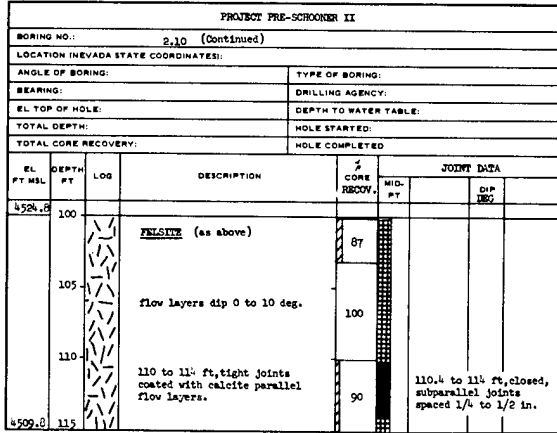 PROJECT PRE-SCHOONER II
BORING NO.: 2.10 (Continued)
LOCATION (NEVADA STATE COORDINATES):
ANGLE OF BORING: TYPE OF BORING:
BEARING: DRILLING AGENCY:
EL TOP OF HOLE: DEPTH TO WATER TABLE:
TOTAL DEPTH: HOLE STARTED:
TOTAL CORE RECOVERY: HOLE COMPLETED
EL FT MSL DEPTH FT LOG DESCRIPTION CORE RECOV. JOINT DATA
MID-PT DIP DEG
4524.8 100
FELSITE (as above)
87
105
flow layers dip 0 to 10 deg.
100
110
110 to 114 ft, tight joints
coated with calcite parallel
flow layers.
90
110.4 to 114 ft, closed,
subparallel joints
spaced 1/4 to 1/2 in.
4509.8 115